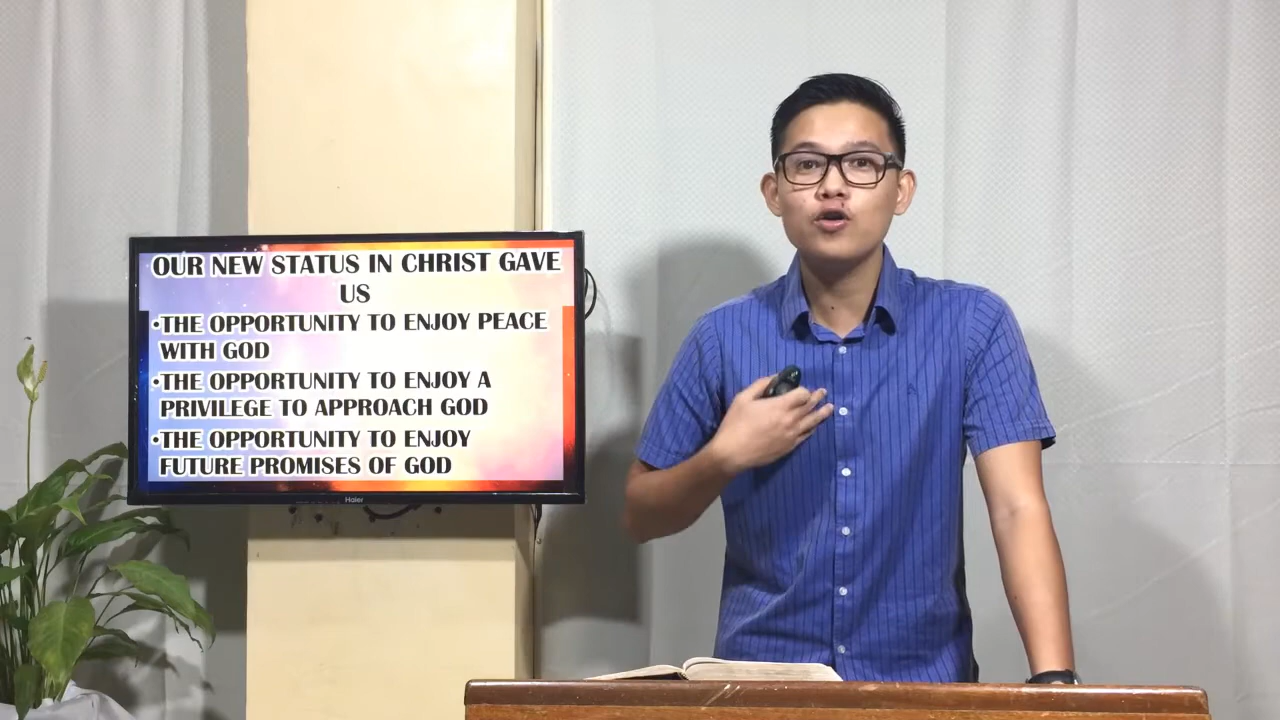 OUR NEW STATUS IN CHRIST GAVE
US
•THE OPPORTUNITY TO ENJOY PEACE
WITH GOD
•THE OPPORTUNITY TO ENJOY A
PRIVILEGE TO APPROACH GOD
•THE OPPORTUNITY TO ENJOY
FUTURE PROMISES OF GOD
Haier